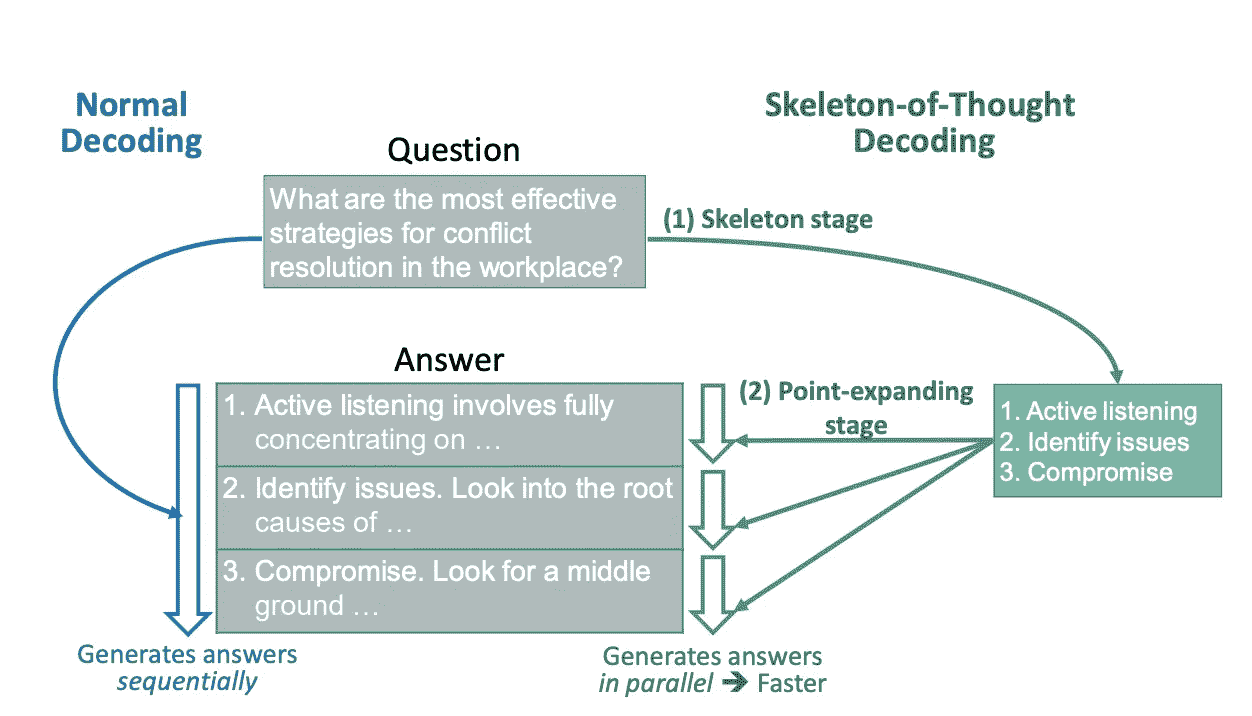 Normal
Decoding
Skeleton-of-Thought
Decoding
Question
What are the most effective
strategies for conflict
resolution in the workplace?
(1) Skeleton stage
Answer
1. Active listening involves fully
concentrating on …
2. Identify issues. Look into the root
causes of …
3. Compromise. Look for a middle
ground …
(2) Point-expanding
stage
1. Active listening
2. Identify issues
3. Compromise
Generates answers
sequentially
Generates answers
in parallel ➔ Faster